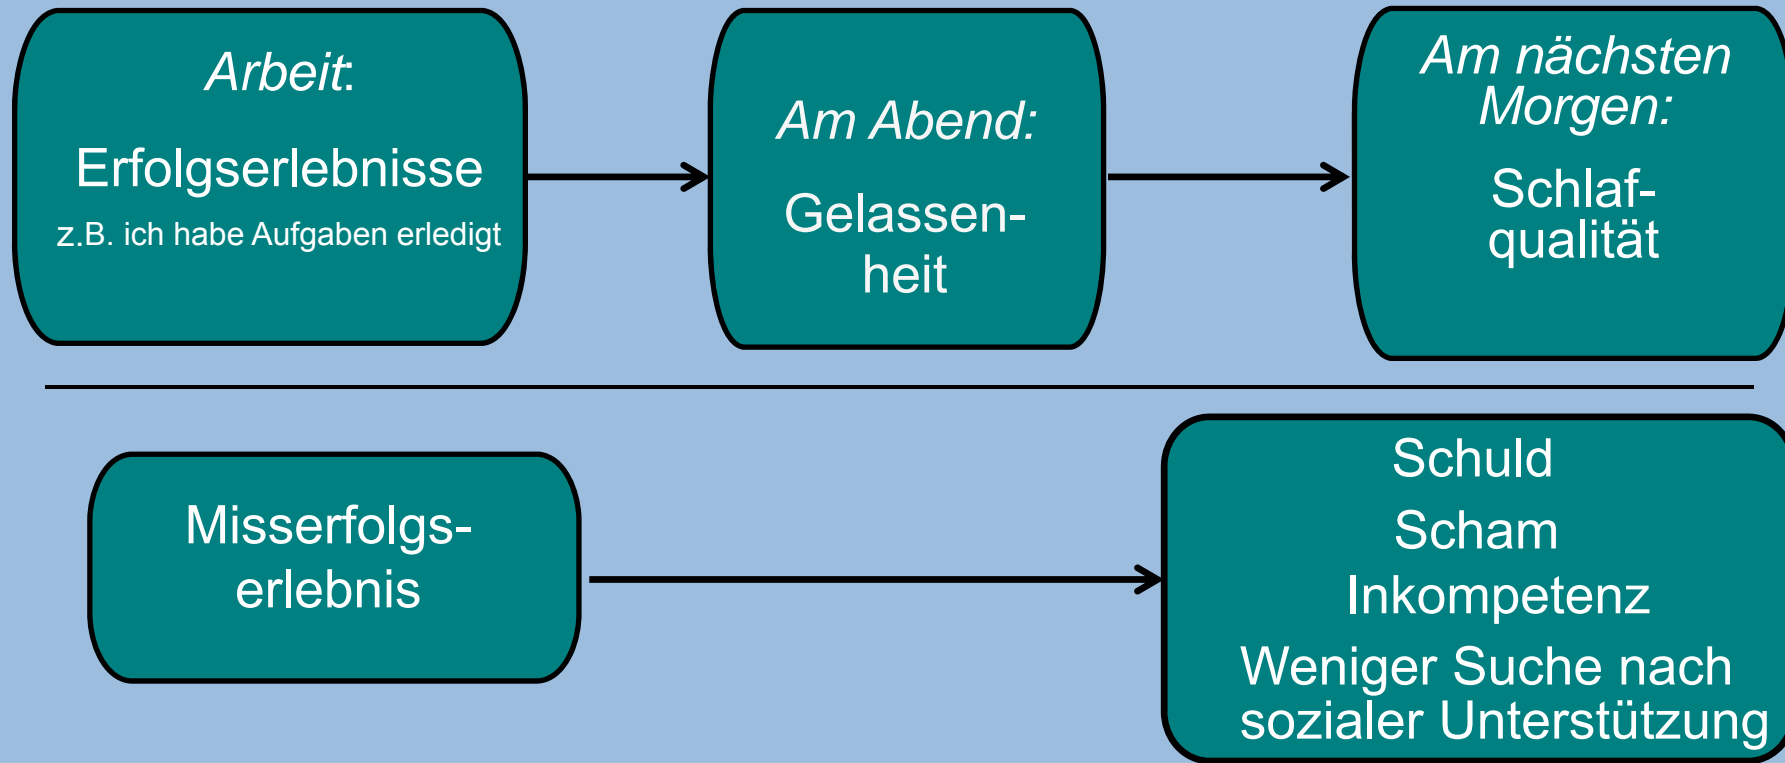 Arbeit:
Erfolgserlebnisse
z.B. ich habe Aufgaben erledigt
Am Abend:
Gelassen-
heit
Am nächsten
Morgen:
Schlaf-
qualität
Misserfolgs-
erlebnis
Schuld
Scham
Inkompetenz
Weniger Suche nach
sozialer Unterstützung